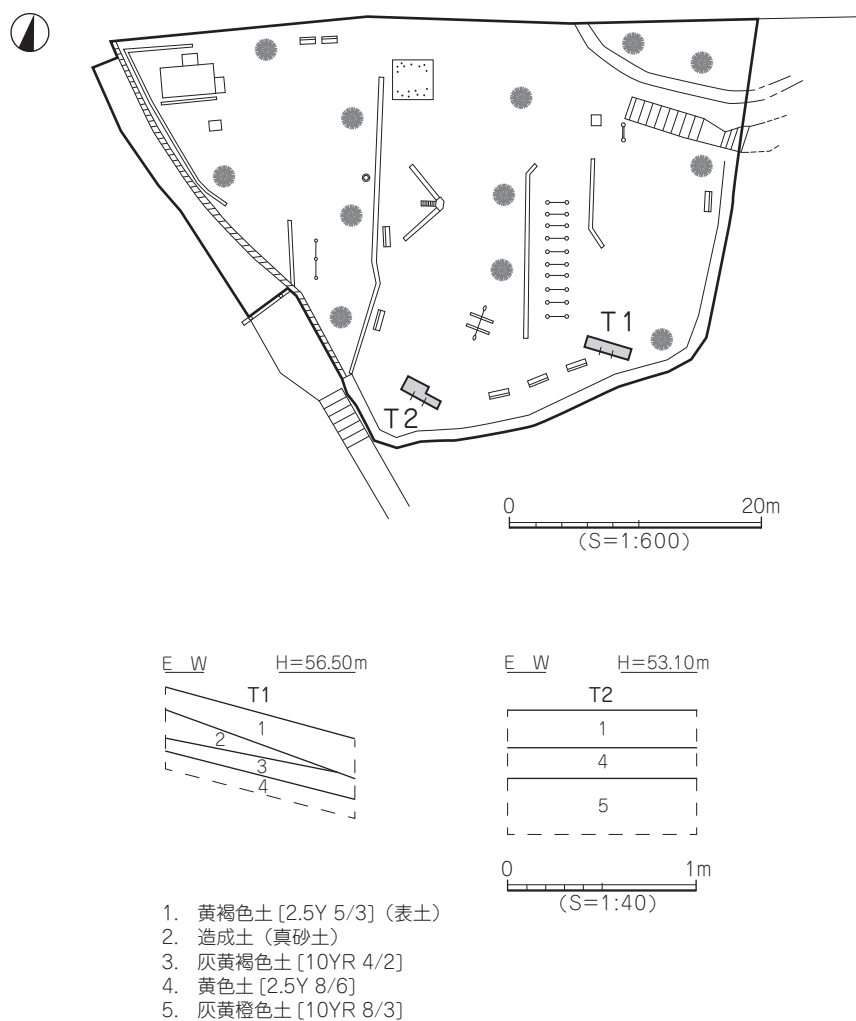 T1
T2
0 20m
（S=1:600）
E W H=56.50m
T1
1
2
3
4
E W H=53.10m
T2
1
4
5
0 1m
（S=1:40）
1. 黄褐色土 [2.5Y 5/3]（表土）
2. 造成土（真砂土）
3. 灰黄褐色土 [10YR 4/2]
4. 黄色土 [2.5Y 8/6]
5. 灰黄橙色土 [10YR 8/3]